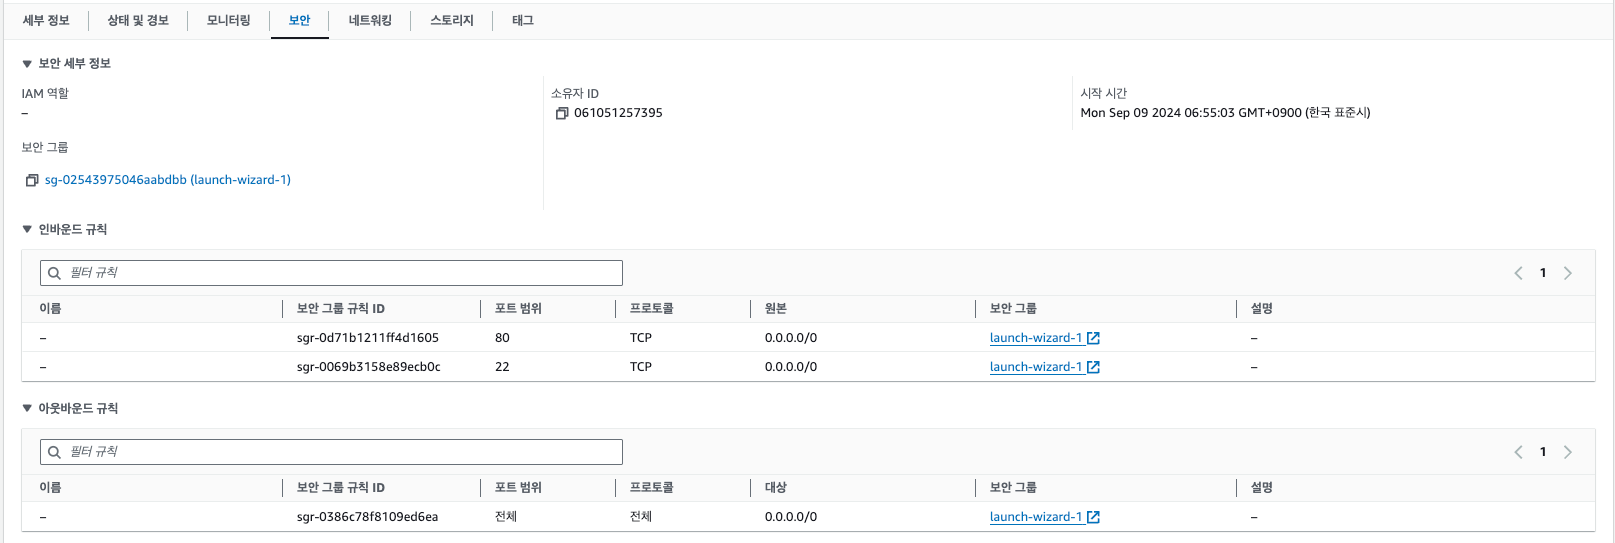 세부 정보 상태 및 경보 모니터링 보안 네트워킹 스토리지 태그
▼ 보안 세부 정보
IAM 역할 소유자 ID 시작 시간
– 061051257395 Mon Sep 09 2024 06:55:03 GMT+0900 (한국 표준시)
보안 그룹
sg-02543975046aabdbb (launch-wizard-1)
▼ 인바운드 규칙
필터 규칙 1
이름 보안 그룹 규칙 ID 포트 범위 프로토콜 원본 보안 그룹 설명
– sgr-0d71b1211ff4d1605 80 TCP 0.0.0.0/0 launch-wizard-1 –
– sgr-0069b3158e89ecb0c 22 TCP 0.0.0.0/0 launch-wizard-1 –
▼ 아웃바운드 규칙
필터 규칙 1
이름 보안 그룹 규칙 ID 포트 범위 프로토콜 대상 보안 그룹 설명
– sgr-0386c78f8109ed6ea 전체 전체 0.0.0.0/0 launch-wizard-1 –